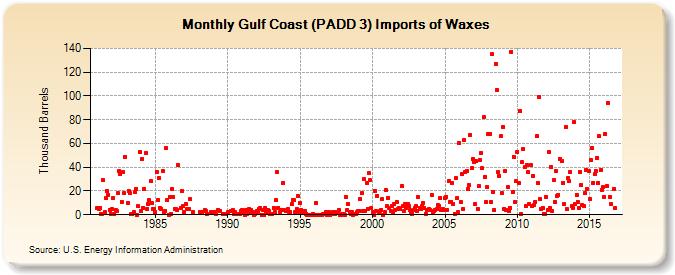 Monthly Gulf Coast (PADD 3) Imports of Waxes
Thousand Barrels
140
120
100
80
60
40
20
0
1985 1990 1995 2000 2005 2010 2015
Source: U.S. Energy Information Administration